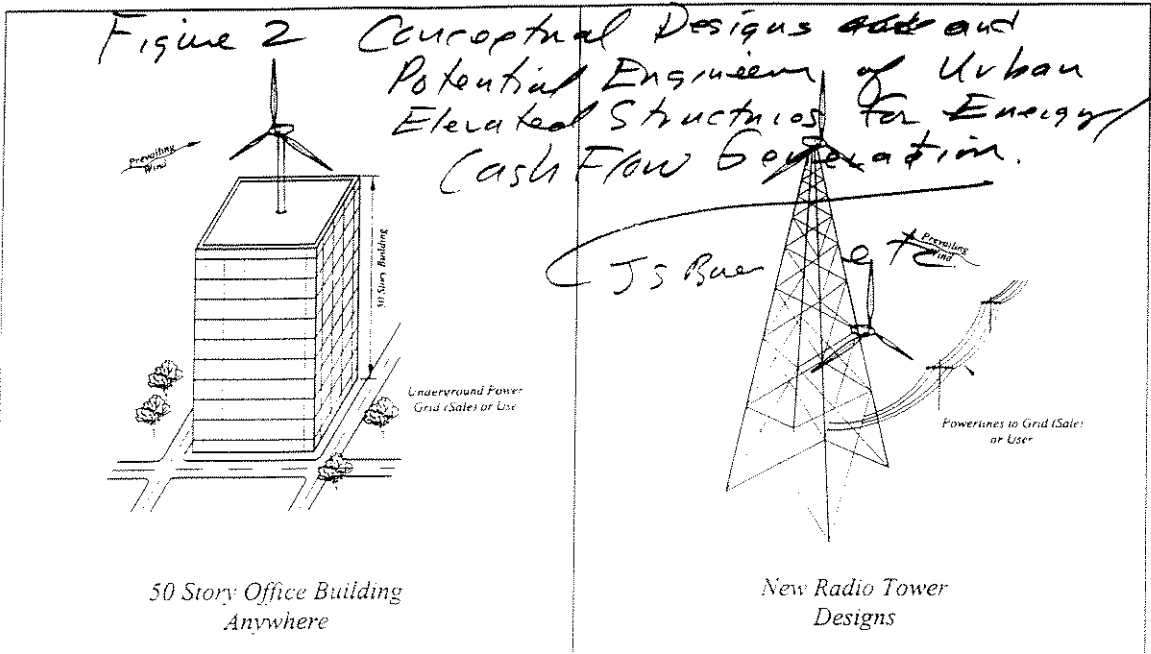 Figure 2 Conceptual Designs and
Potential Engineery of Urban
Elevated Structures for Energy/
Cash Flow Generation.
JS
Prevailing
Wind
50 Story Building
Underground Power
Grid (Sale) or Use
50 Story Office Building
Anywhere
Prevailing
Wind
Powerlines to Grid (Sale)
or User
New Radio Tower
Designs